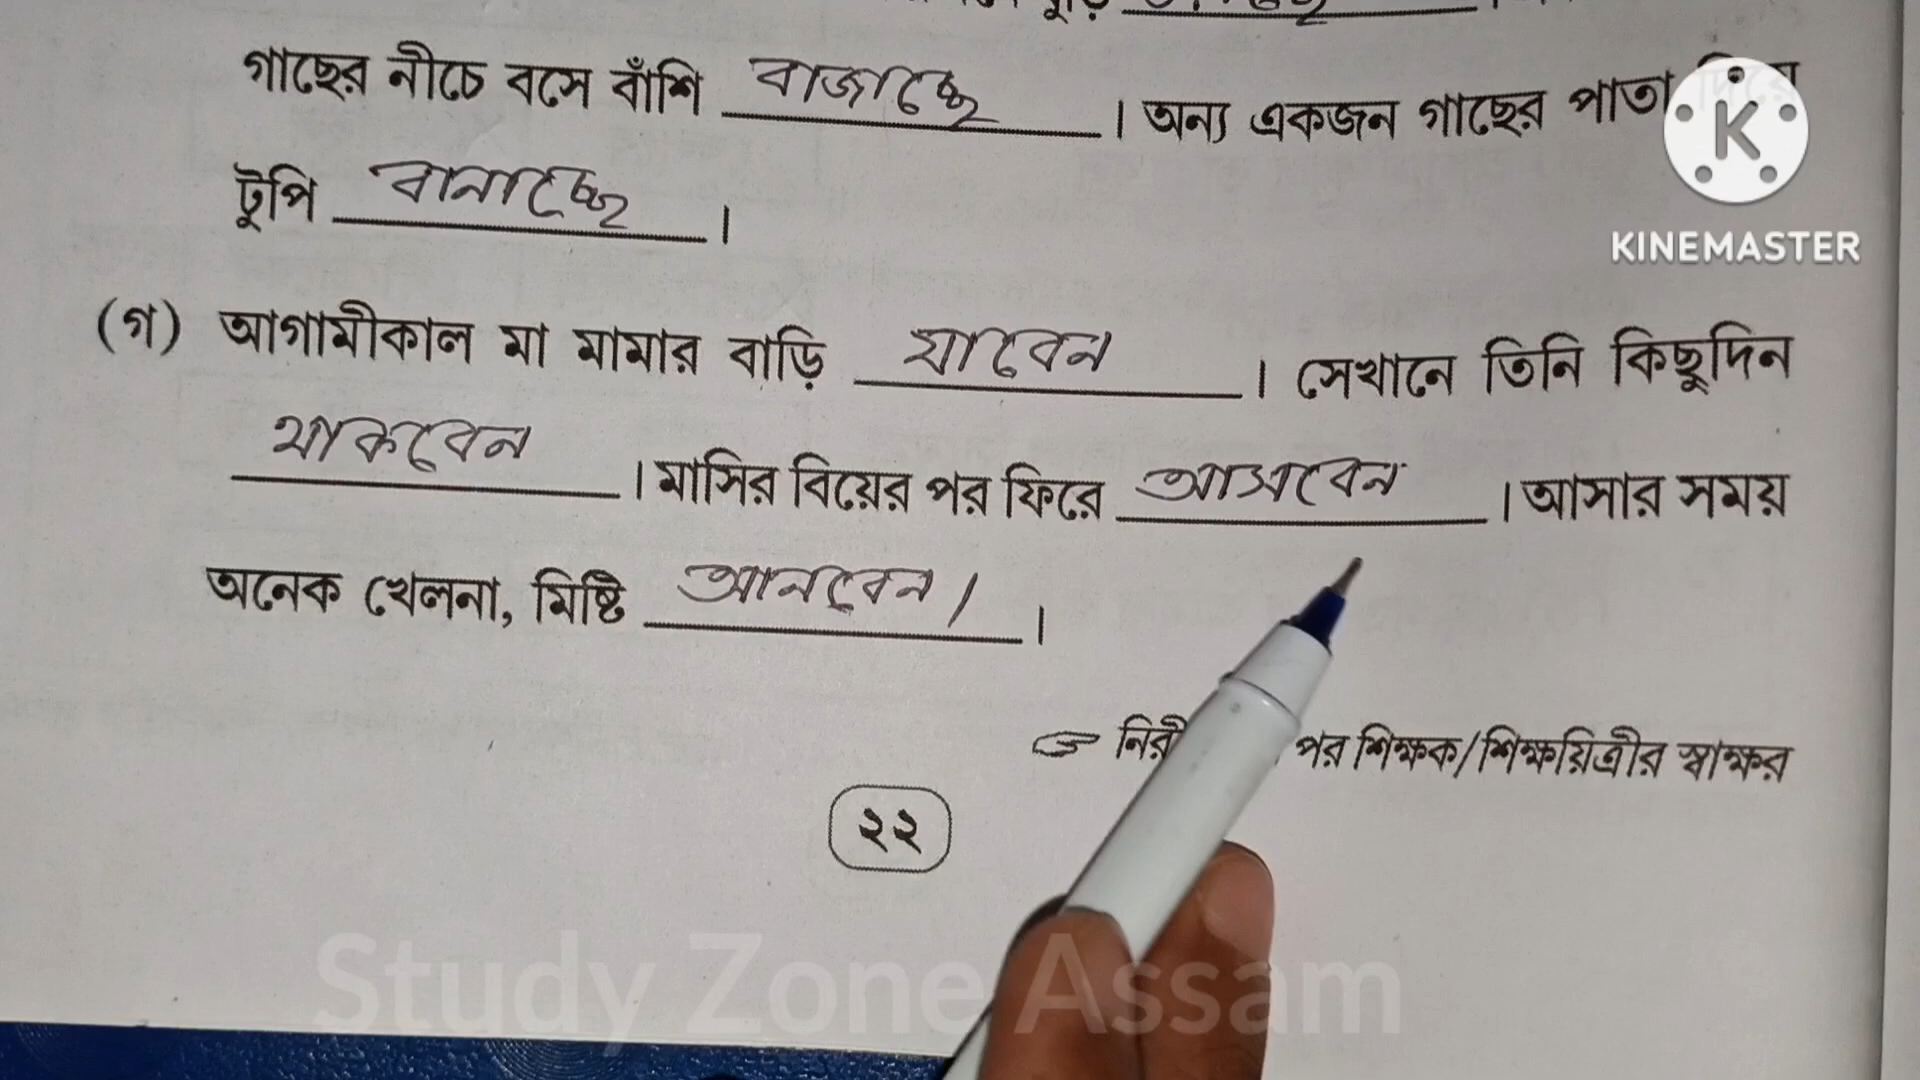 গাছের নীচে বসে বাঁশি বাজাচ্ছে । অন্য একজন গাছের পাতা দিয়ে
টুপি বানাচ্ছে ।
(গ) আগামীকাল মা মামার বাড়ি যাবেন । সেখানে তিনি কিছুদিন
থাকবেন । মাসির বিয়ের পর ফিরে আসবেন । আসার সময়
অনেক খেলনা, মিষ্টি আনবেন। ।
পর শিক্ষক/শিক্ষয়িত্রীর স্বাক্ষর
২২
K
KINEMASTER
Study Zone Assam